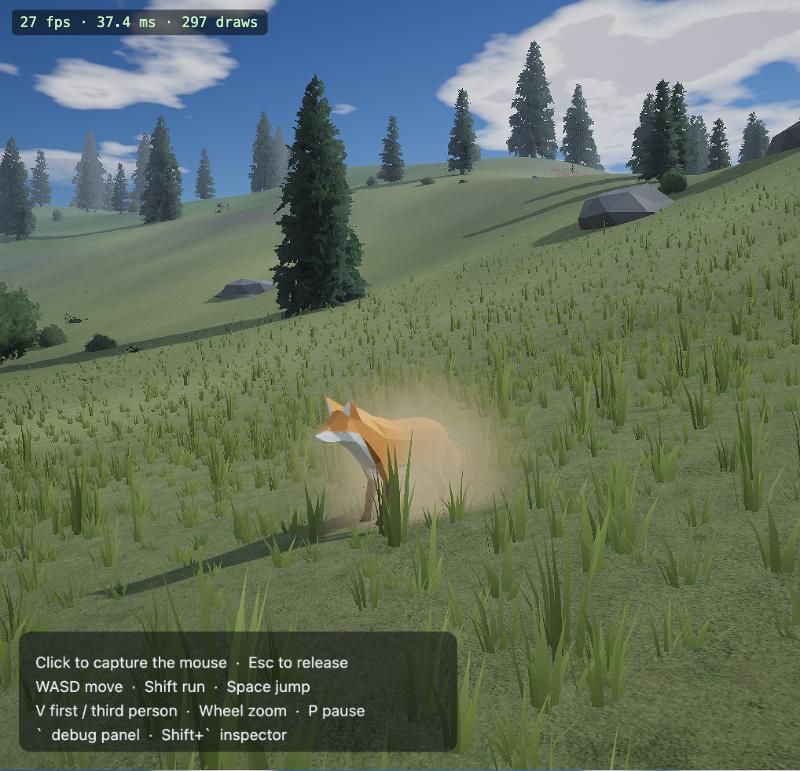 27 fps · 37.4 ms · 297 draws
Click to capture the mouse · Esc to release
WASD move · Shift run · Space jump
V first / third person · Wheel zoom · P pause
` debug panel · Shift+` inspector